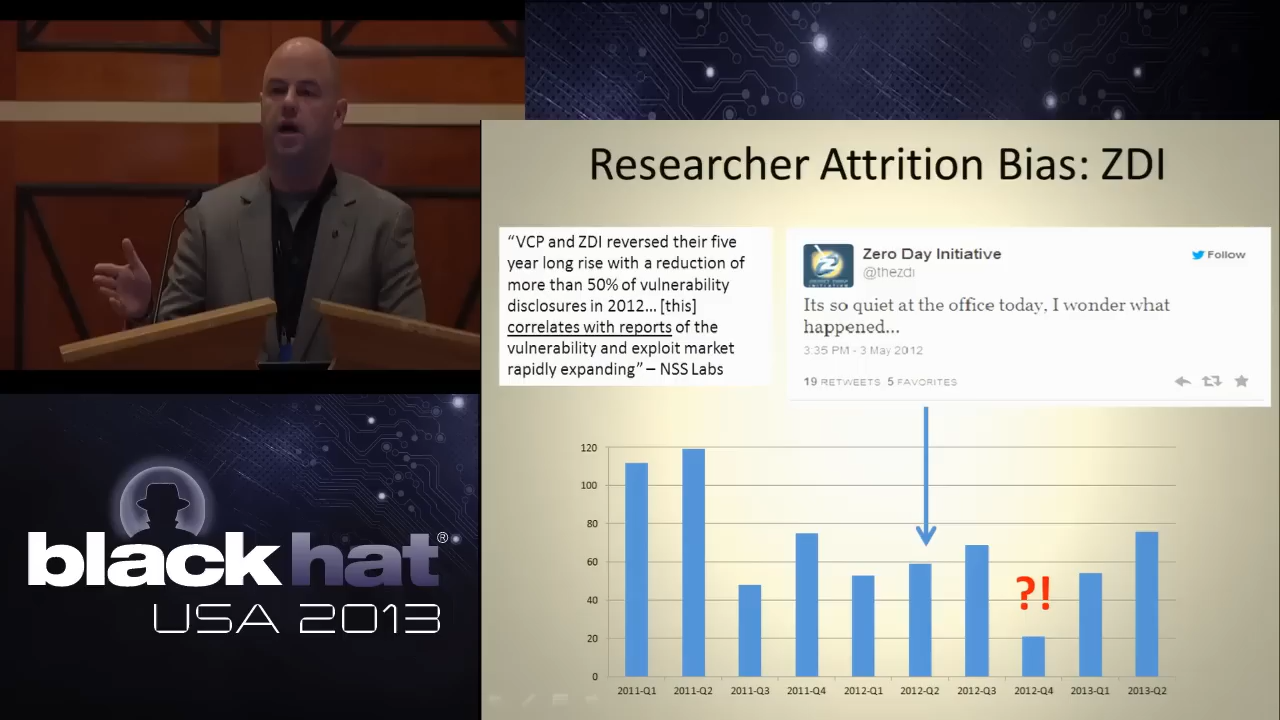 Researcher Attrition Bias: ZDI
“VCP and ZDI reversed their five
year long rise with a reduction of
more than 50% of vulnerability
disclosures in 2012... [this]
correlates with reports of the
vulnerability and exploit market
rapidly expanding” – NSS Labs
Zero Day Initiative
@thezdi
Follow
Its so quiet at the office today, I wonder what
happened...
3:35 PM - 3 May 2012
19 RETWEETS 5 FAVORITES
120
100
80
60
40
20
0
?!
2011-Q1 2011-Q2 2011-Q3 2011-Q4 2012-Q1 2012-Q2 2012-Q3 2012-Q4 2013-Q1 2013-Q2
blackhat®
USA 2013